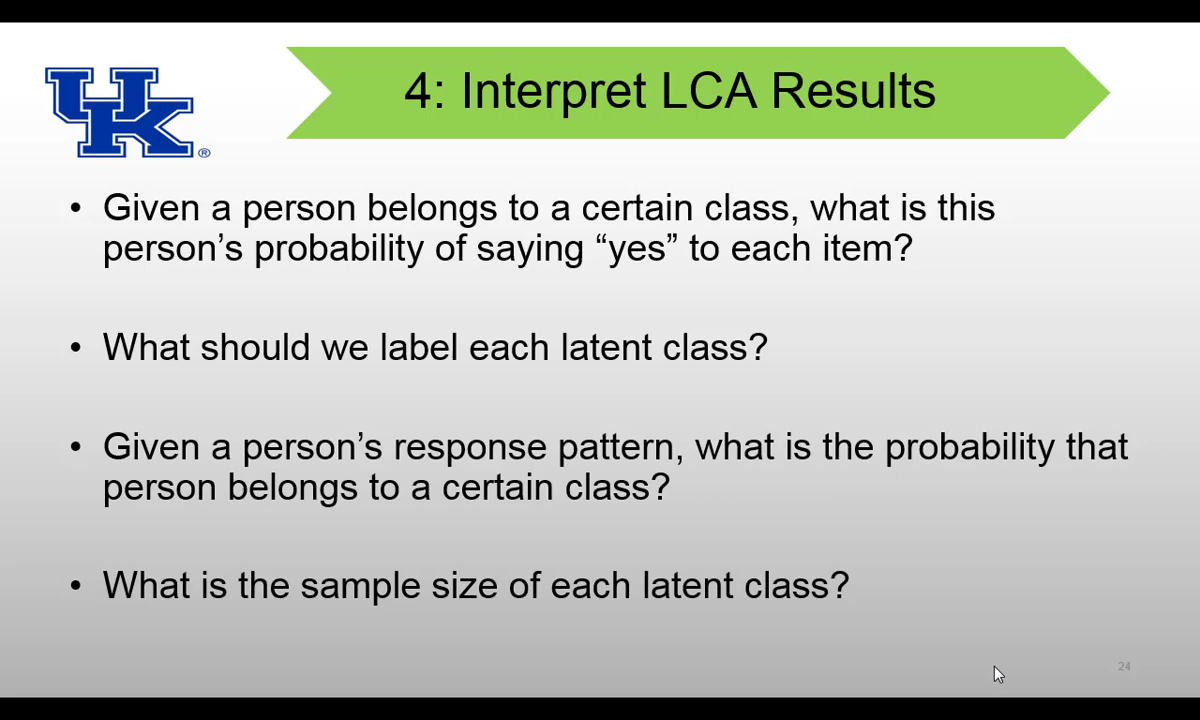 UK®
4: Interpret LCA Results
• Given a person belongs to a certain class, what is this
person’s probability of saying “yes” to each item?
• What should we label each latent class?
• Given a person’s response pattern, what is the probability that
person belongs to a certain class?
• What is the sample size of each latent class?
24